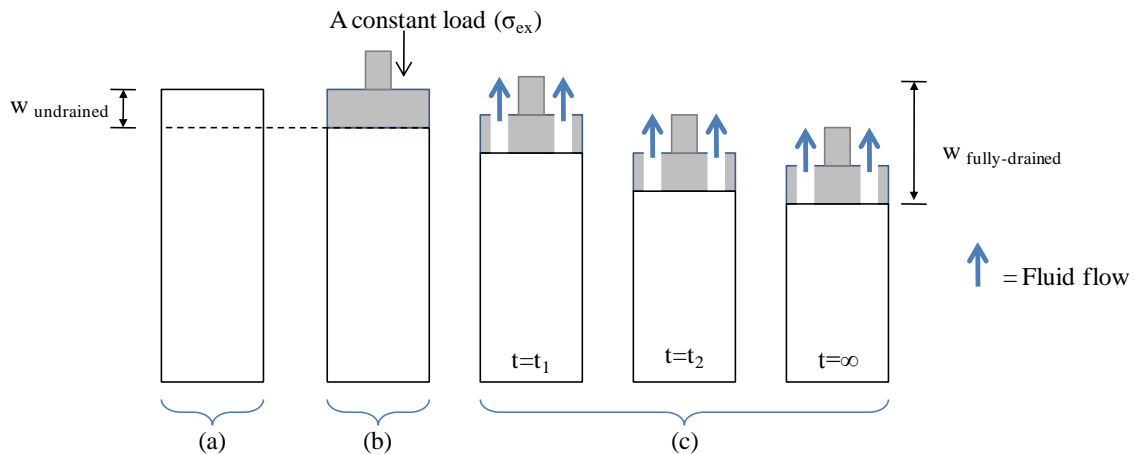 A constant load (σex)
w undrained
w fully-drained
= Fluid flow
t=t1
t=t2
t=∞
(a)
(b)
(c)